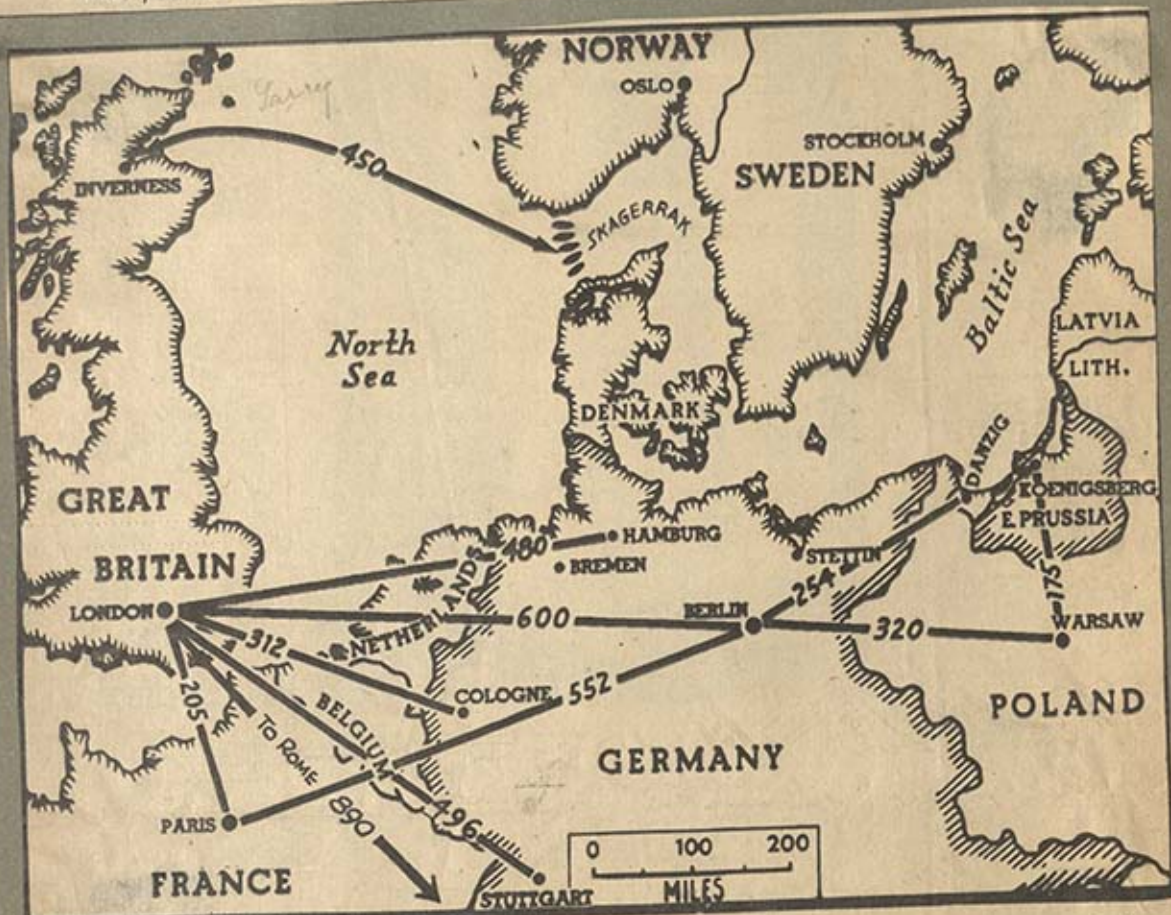 NORWAY
OSLO
Larry
450
STOCKHOLM
SWEDEN
INVERNESS
SKAGERRAK
Baltic Sea
North
Sea
LATVIA
LITH.
DENMARK
DANZIG
GREAT
KOENIGSBERG
E. PRUSSIA
480
HAMBURG
BREMEN
STETTIN
BRITAIN
254
175
LONDON
NETHERLANDS
600
BERLIN
320
WARSAW
312
205
COLOGNE
552
BELGIUM
POLAND
TO ROME
890
GERMANY
PARIS
496
0 100 200
MILES
FRANCE
STUTTGART